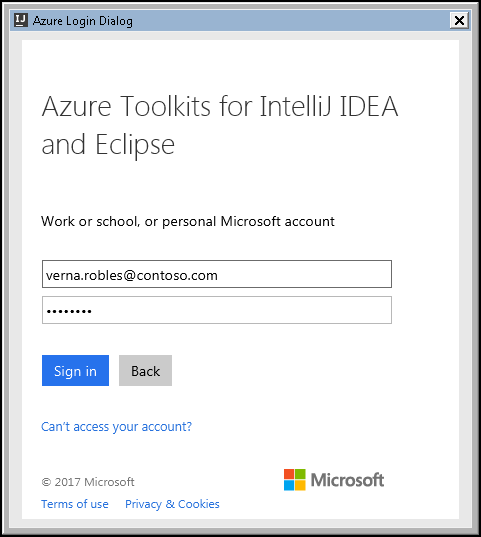 Azure Login Dialog
Azure Toolkits for IntelliJ IDEA
and Eclipse
Work or school, or personal Microsoft account
verna.robles@contoso.com
••••••••
Sign in Back
Can't access your account?
© 2017 Microsoft
Microsoft
Terms of use Privacy & Cookies